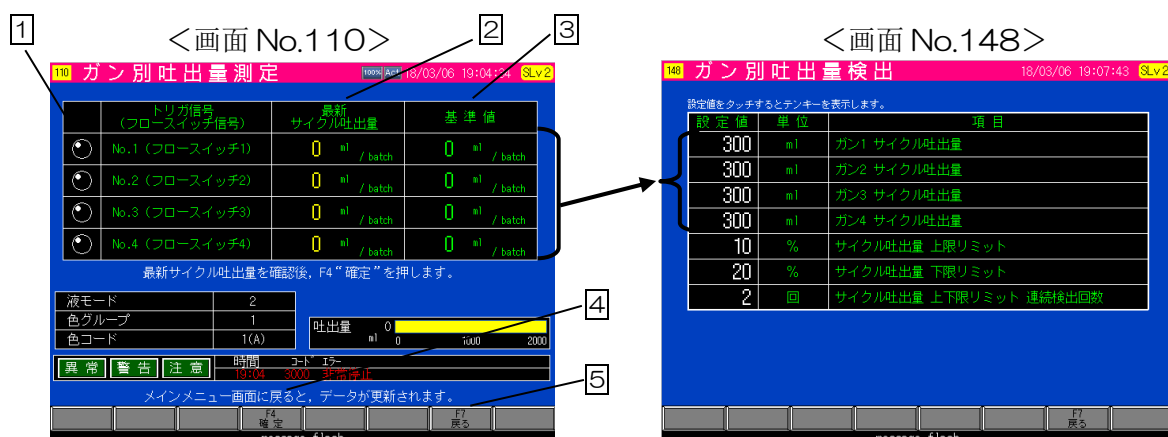 1
<画面 No.110>
2
3
110 ガン別吐出量測定 100% Act 18/03/06 19:04:34 SLv2
トリガ信号
(フロースイッチ信号)
最新
サイクル吐出量
基準値
No.1 (フロースイッチ1) 0 ml / batch 0 ml / batch
No.2 (フロースイッチ2) 0 ml / batch 0 ml / batch
No.3 (フロースイッチ3) 0 ml / batch 0 ml / batch
No.4 (フロースイッチ4) 0 ml / batch 0 ml / batch
最新サイクル吐出量を確認後, F4“確定”を押します。
液モード 2
色グループ 1
色コード 1(A)
吐出量 0
ml 0 1000 2000
4
異常 警告 注意
時間 コード エラー
19:04 3000 非常停止
メインメニュー画面に戻ると, データが更新されます。
5
F4
確定
F7
戻る
<画面 No.148>
148 ガン別吐出量検出 18/03/06 19:07:43 SLv2
設定値をタッチするとテンキーを表示します。
設定値 単位 項目
300 ml ガン1 サイクル吐出量
300 ml ガン2 サイクル吐出量
300 ml ガン3 サイクル吐出量
300 ml ガン4 サイクル吐出量
10 % サイクル吐出量 上限リミット
20 % サイクル吐出量 下限リミット
2 回 サイクル吐出量 上下限リミット 連続検出回数
F7
戻る